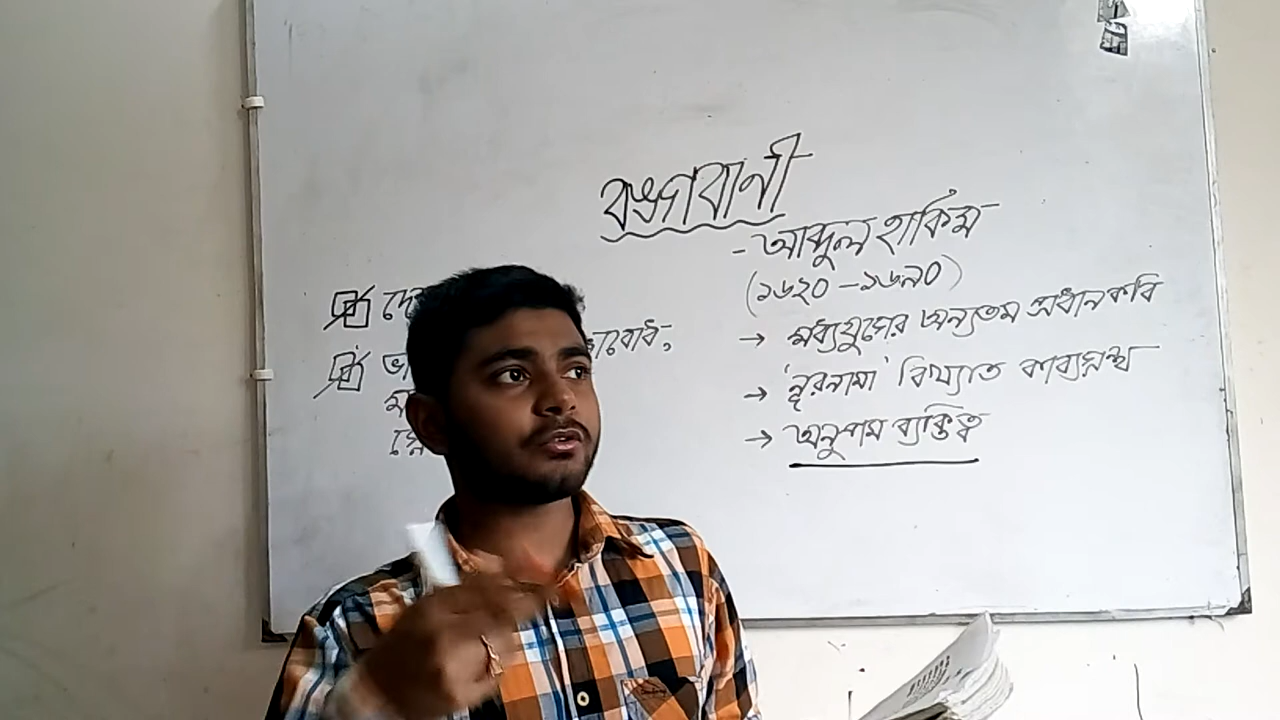 বঙ্গবাণী
- আব্দুল হাকিম
(১৬২০ - ১৬৯০)
→ মধ্যযুগের অন্যতম প্রধান কবি
→ 'নূরনামা' বিখ্যাত কাব্যগ্রন্থ
→ অনুপম ব্যক্তিত্ব